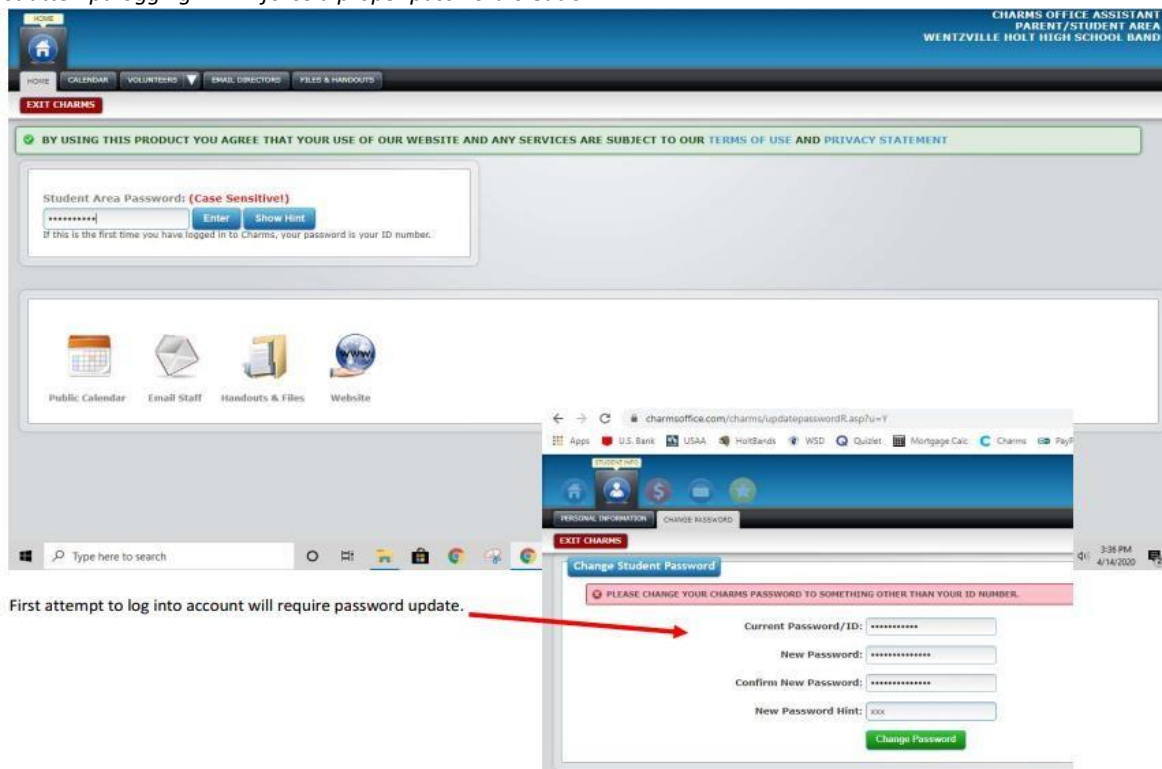 HOME
CHARMS OFFICE ASSISTANT
PARENT/STUDENT AREA
WENTZVILLE HOLT HIGH SCHOOL BAND
HOME CALENDAR VOLUNTEERS EMAIL DIRECTORS FILES & HANDOUTS
EXIT CHARMS
BY USING THIS PRODUCT YOU AGREE THAT YOUR USE OF OUR WEBSITE AND ANY SERVICES ARE SUBJECT TO OUR TERMS OF USE AND PRIVACY STATEMENT
Student Area Password: (Case Sensitive!)
Enter Show Hint
If this is the first time you have logged in to Charms, your password is your ID number.
Public Calendar Email Staff Handouts & Files Website
www
charmsoffice.com/charms/updatepasswordR.asp?u=Y
Apps U.S. Bank USAA HoltBands WSD Quizlet Mortgage Calc Charms PayP
STUDENT INFO
PERSONAL INFORMATION CHANGE PASSWORD
EXIT CHARMS
Type here to search
3:36 PM
4/14/2020
Change Student Password
PLEASE CHANGE YOUR CHARMS PASSWORD TO SOMETHING OTHER THAN YOUR ID NUMBER.
First attempt to log into account will require password update.
Current Password/ID:
New Password:
Confirm New Password:
New Password Hint: xxx
Change Password